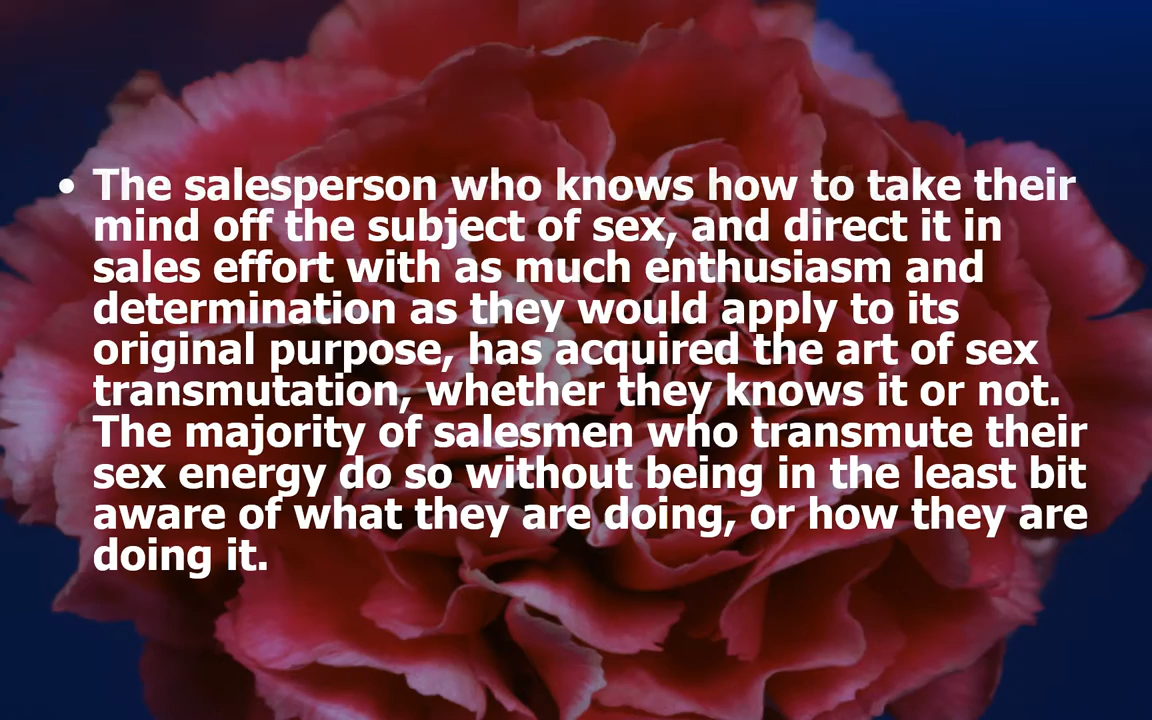 • The salesperson who knows how to take their
mind off the subject of sex, and direct it in
sales effort with as much enthusiasm and
determination as they would apply to its
original purpose, has acquired the art of sex
transmutation, whether they knows it or not.
The majority of salesmen who transmute their
sex energy do so without being in the least bit
aware of what they are doing, or how they are
doing it.